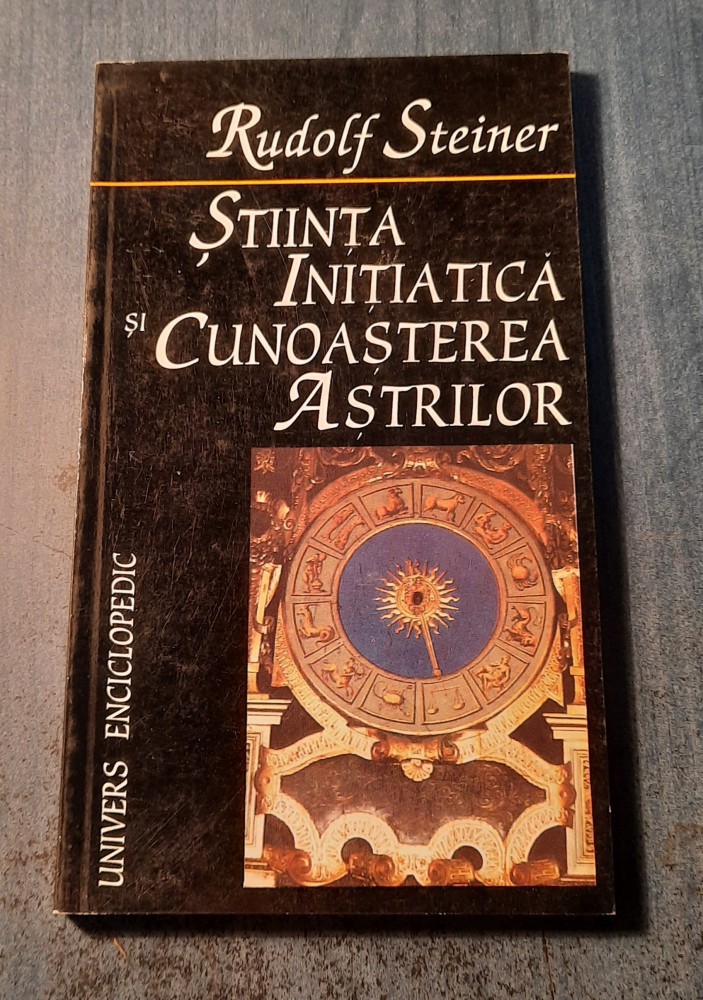 Rudolf Steiner
ȘTIINȚA
INIȚIATICĂ
ȘI CUNOAȘTEREA
AȘTRILOR
UNIVERS ENCICLOPEDIC